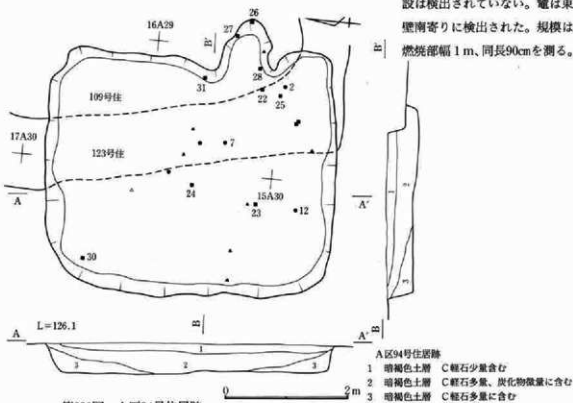 設は検出されていない。竈は東
壁南寄りに検出された。規模は
燃焼部幅1m、同長90cmを測る。
26
16A29
27
B'
B'
28
2
31
22
25
109号住
17A30
7
123号住
15A30
A
A'
24
23
12
30
1
2
3
L=126.1
B
B
A
A'
1
3
2
3
A区94号住居跡
1 暗褐色土層 C軽石少量含む
2 暗褐色土層 C軽石多量、炭化物微量に含む
3 暗褐色土層 C軽石多量に含む
0
2m